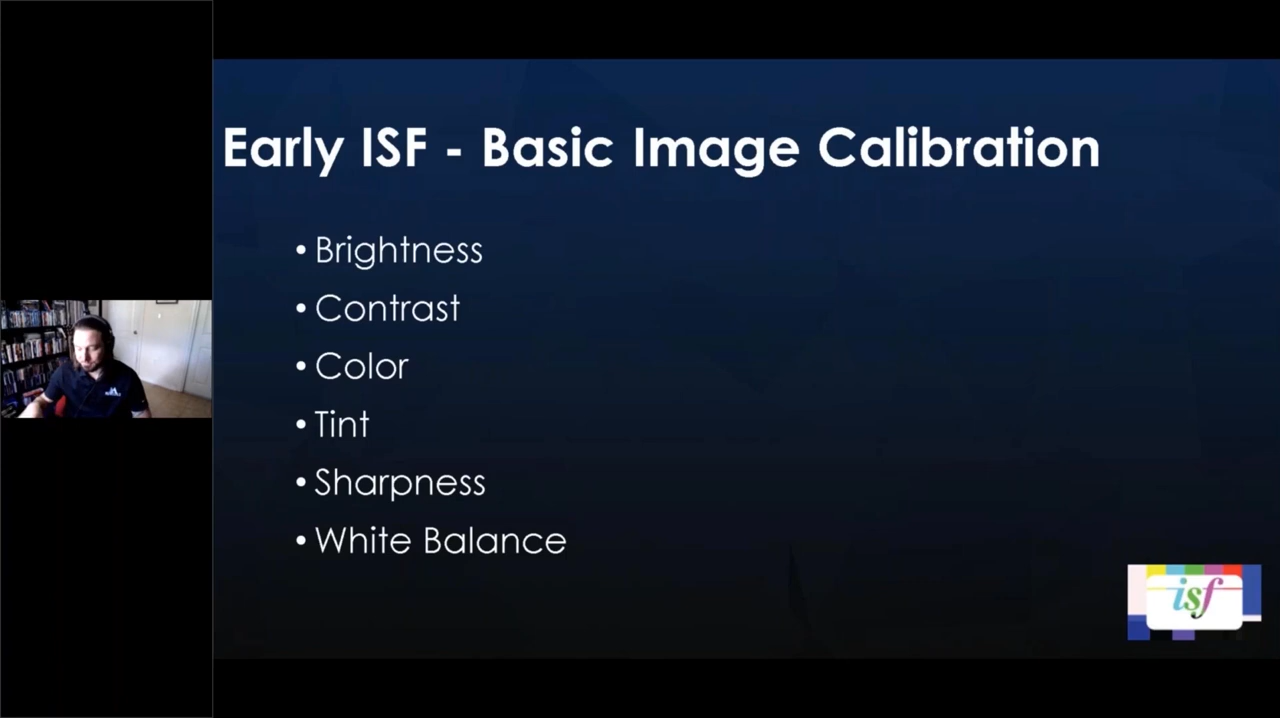 Early ISF - Basic Image Calibration
• Brightness
• Contrast
• Color
• Tint
• Sharpness
• White Balance
isf